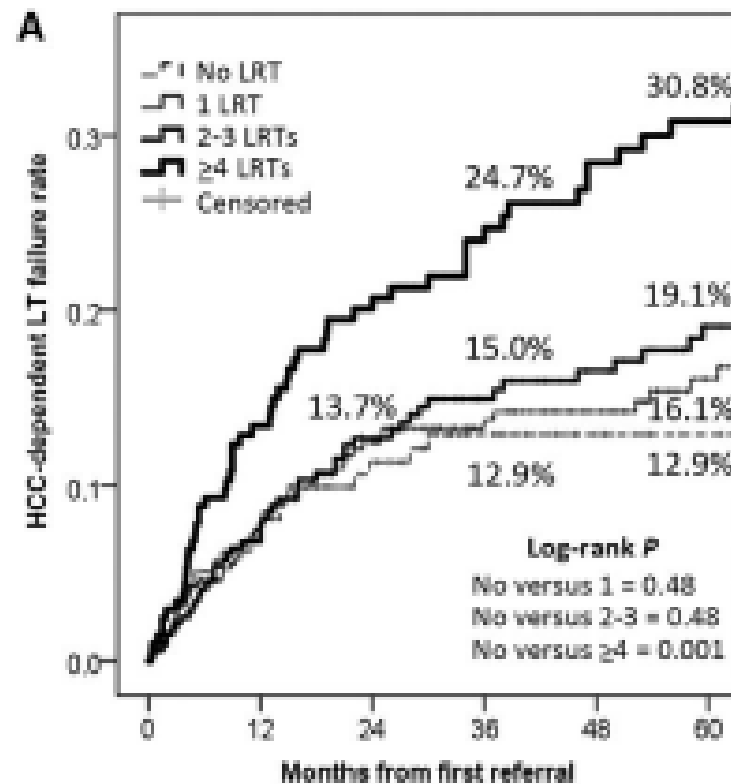 A
No LRT
1 LRT
2-3 LRTs
≥4 LRTs
Censored
30.8%
24.7%
19.1%
15.0%
13.7%
16.1%
12.9%
12.9%
Log-rank P
No versus 1 = 0.48
No versus 2-3 = 0.48
No versus ≥4 = 0.001
HCC-dependent LT failure rate
0.3
0.2
0.1
0.0
0 12 24 36 48 60
Months from first referral